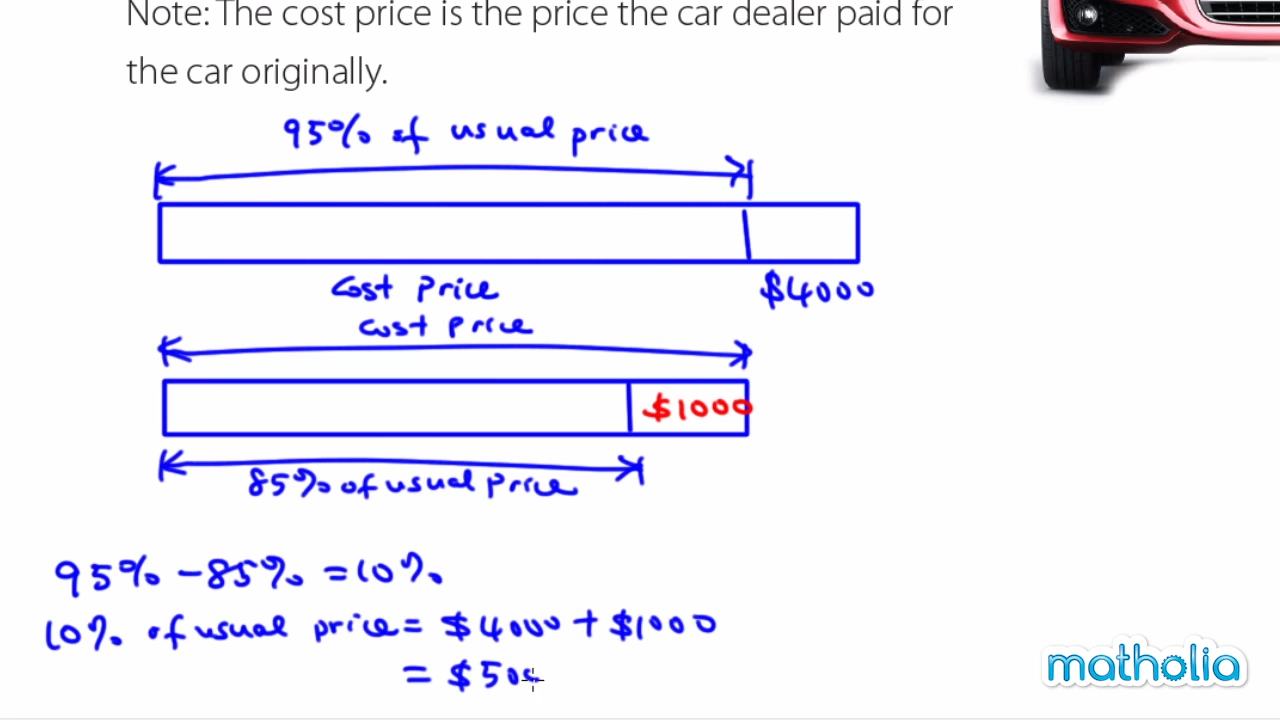 Note: The cost price is the price the car dealer paid for
the car originally.
95% of usual price
Cost Price $4000
Cost Price
$1000
85% of usual Price
95% - 85% = 10%
10% of usual price = $4000 + $1000
= $500
matholia